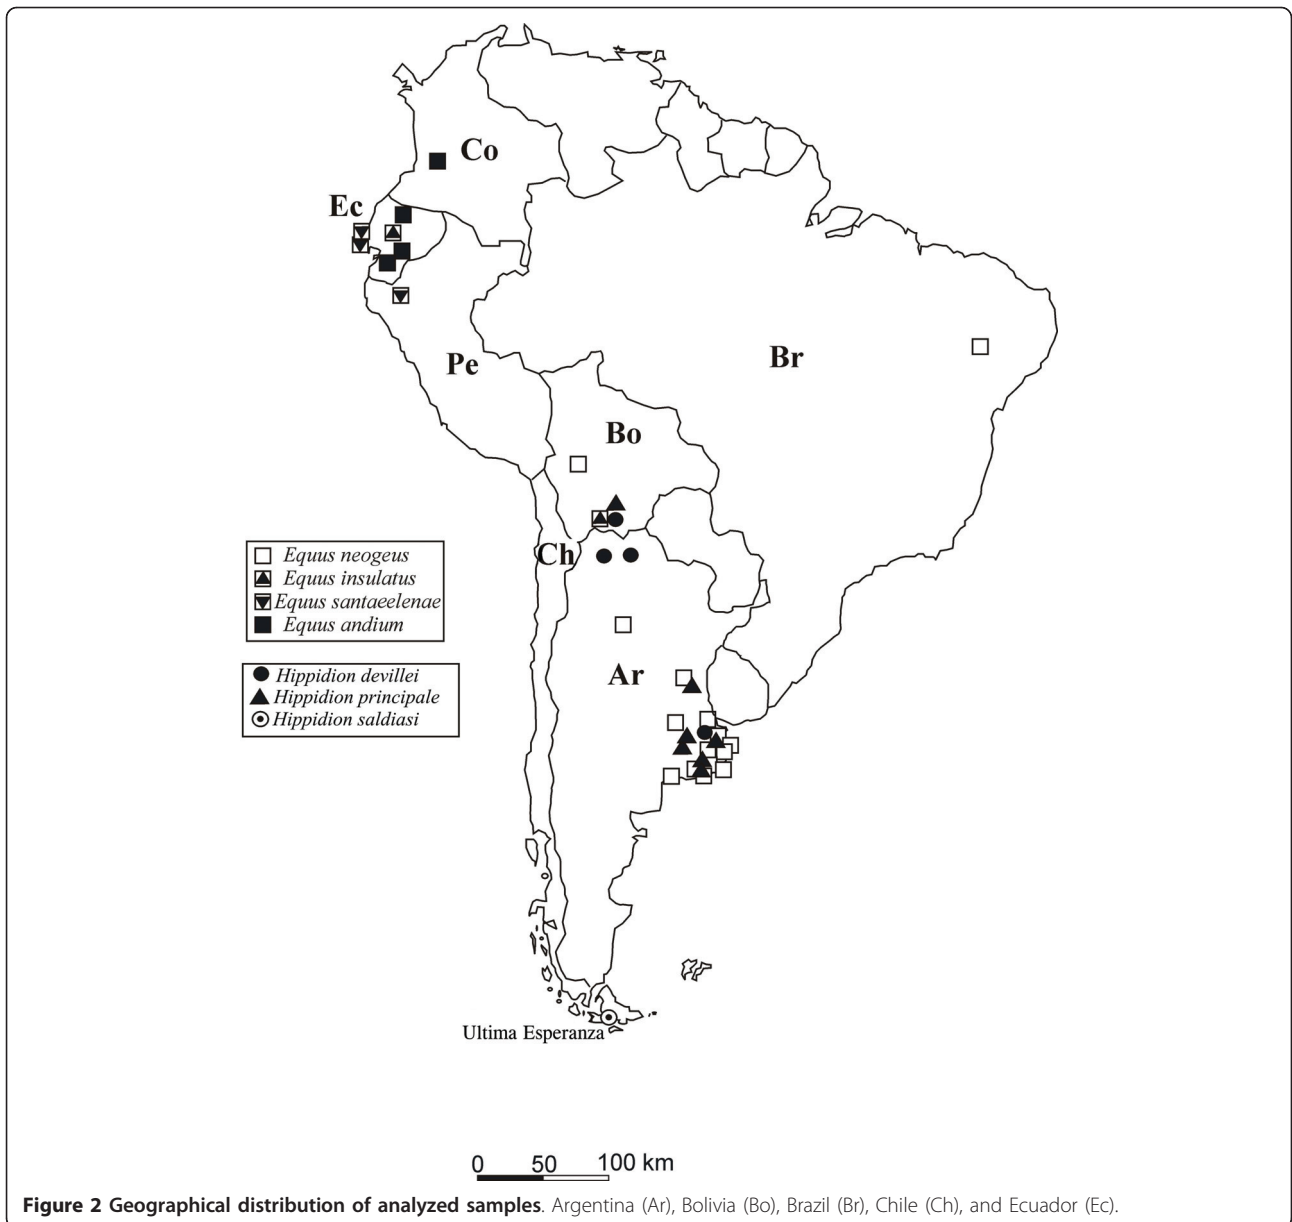 Co
Ec
Pe
Br
Bo
Ch
Equus neogeus
Equus insulatus
Equus santaeelenae
Equus andium
Ar
Hippidion devillei
Hippidion principale
Hippidion saldiasi
Ultima Esperanza
0 50 100 km
Figure 2 Geographical distribution of analyzed samples. Argentina (Ar), Bolivia (Bo), Brazil (Br), Chile (Ch), and Ecuador (Ec).